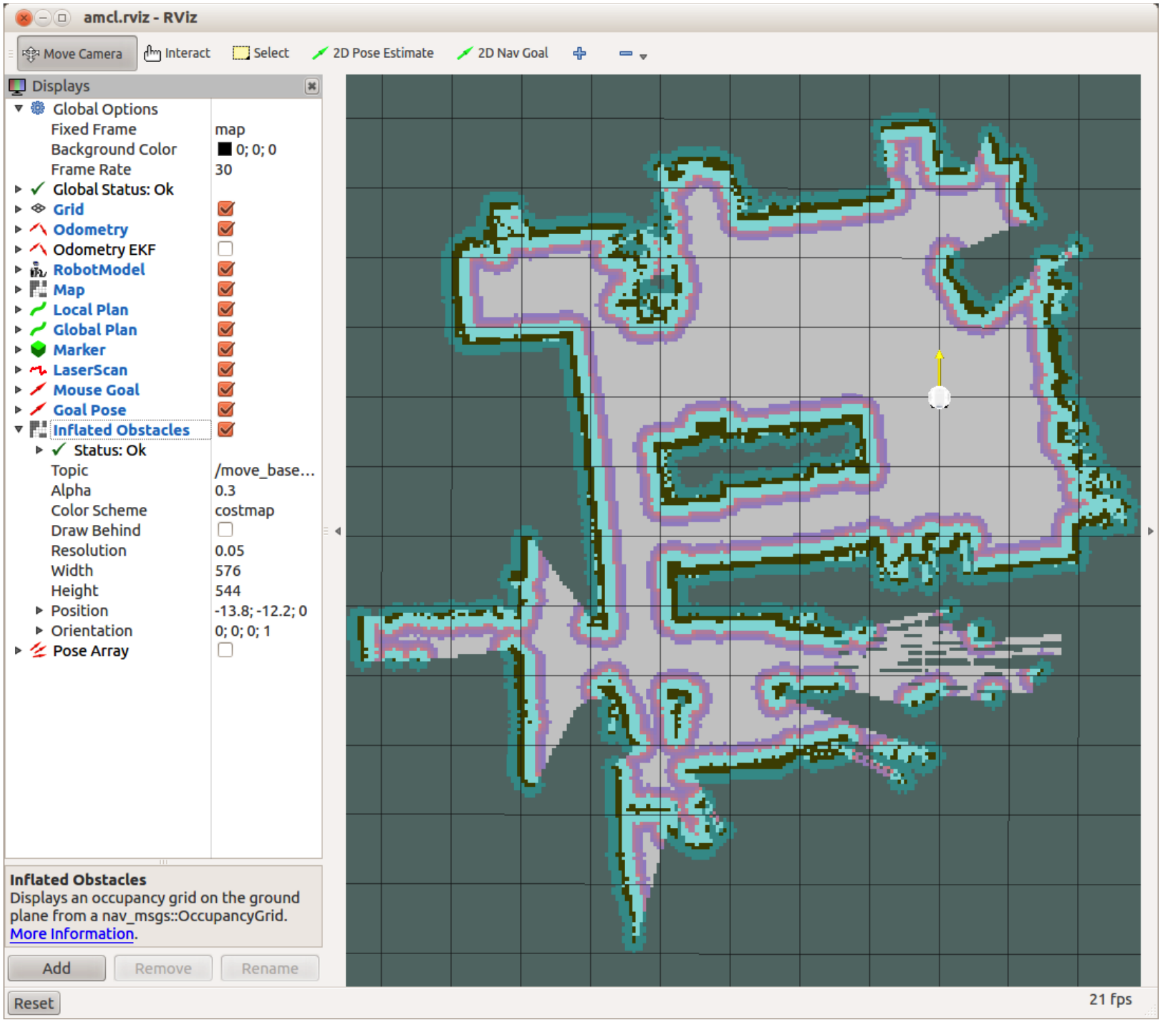 amcl.rviz - RViz
Move Camera Interact Select 2D Pose Estimate 2D Nav Goal
Displays
Global Options
Fixed Frame map
Background Color 0; 0; 0
Frame Rate 30
Global Status: Ok
Grid
Odometry
Odometry EKF
RobotModel
Map
Local Plan
Global Plan
Marker
LaserScan
Mouse Goal
Goal Pose
Inflated Obstacles
Status: Ok
Topic /move_base...
Alpha 0.3
Color Scheme costmap
Draw Behind
Resolution 0.05
Width 576
Height 544
Position -13.8; -12.2; 0
Orientation 0; 0; 0; 1
Pose Array
Inflated Obstacles
Displays an occupancy grid on the ground
plane from a nav_msgs::OccupancyGrid.
More Information.
Add Remove Rename
Reset 21 fps